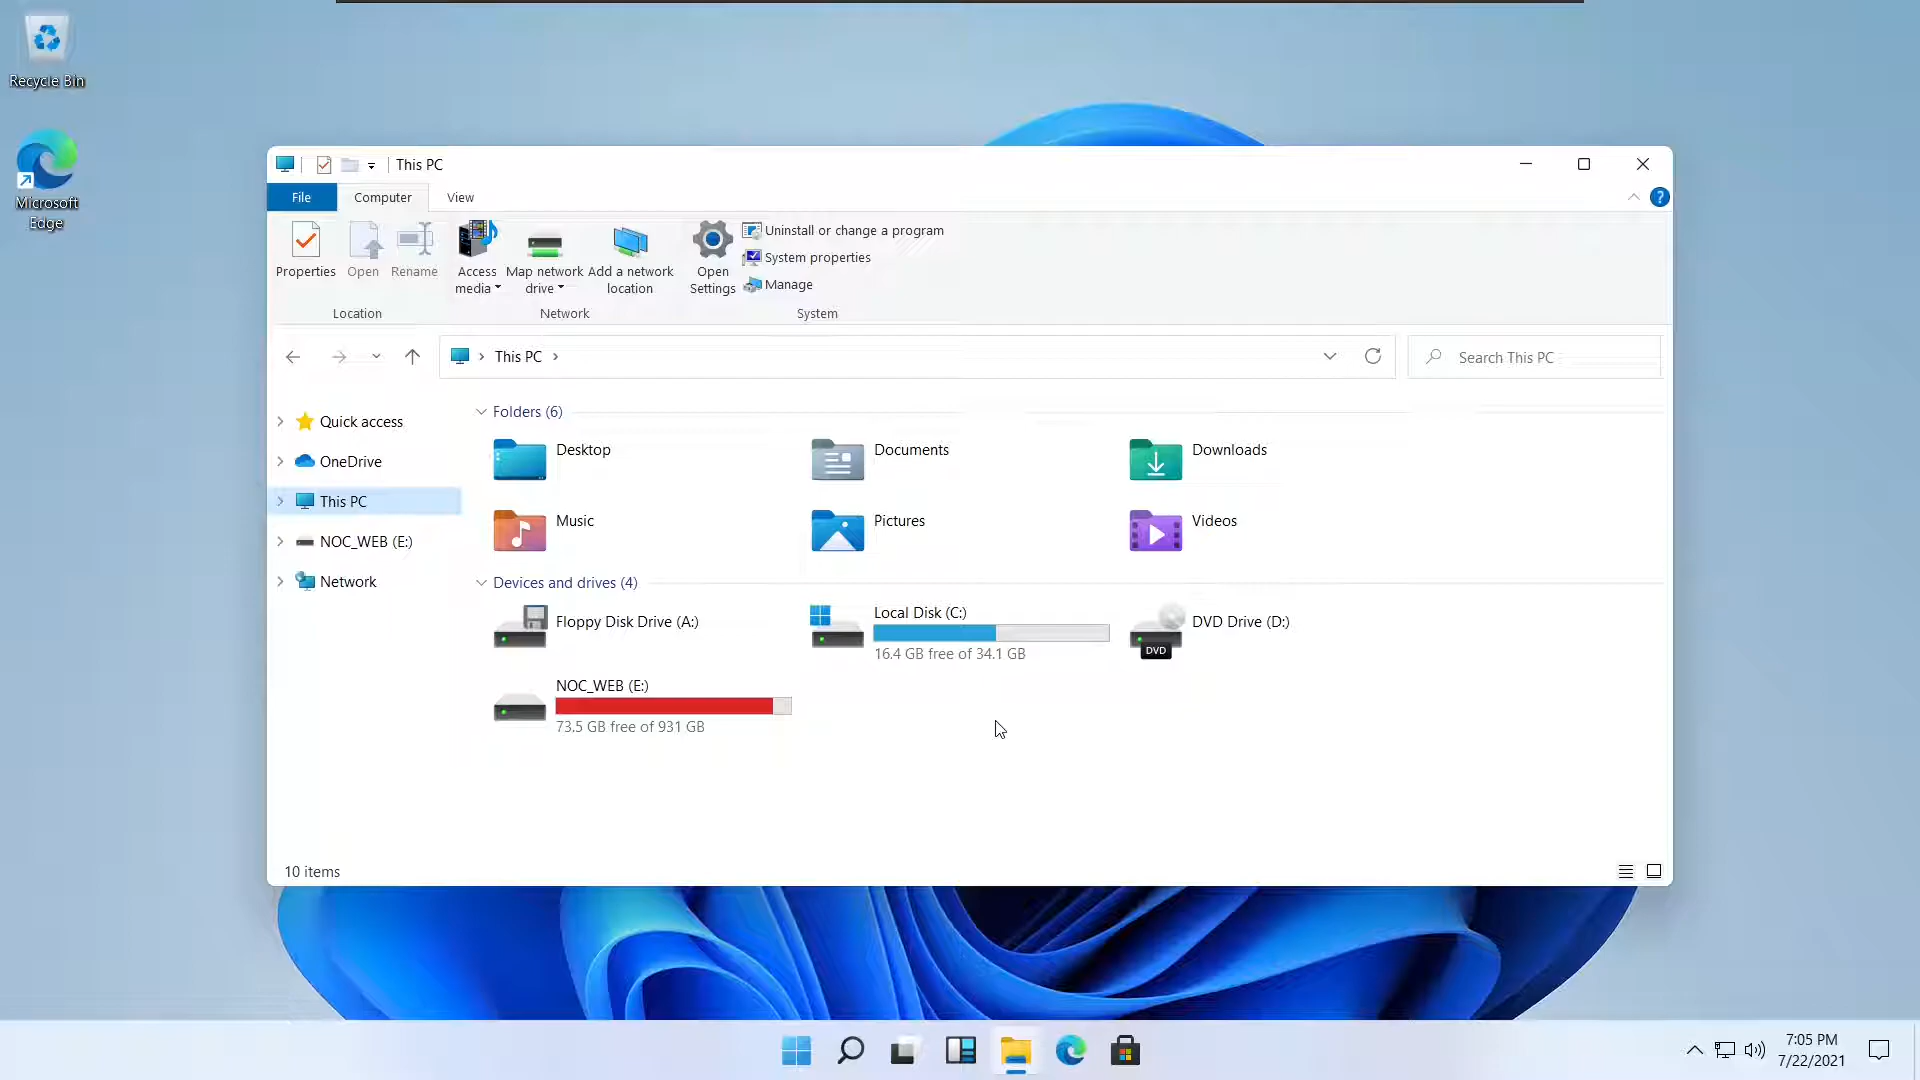 Recycle Bin
Microsoft
Edge
This PC
File
Computer
View
?
Properties
Open
Rename
Access
media
Map network
drive
Add a network
location
Open
Settings
Uninstall or change a program
System properties
Manage
Location
Network
System
This PC
Search This PC
Quick access
OneDrive
This PC
NOC_WEB (E:)
Network
Folders (6)
Desktop
Documents
Downloads
Music
Pictures
Videos
Devices and drives (4)
Floppy Disk Drive (A:)
Local Disk (C:)
16.4 GB free of 34.1 GB
DVD
DVD Drive (D:)
NOC_WEB (E:)
73.5 GB free of 931 GB
10 items
7:05 PM
7/22/2021